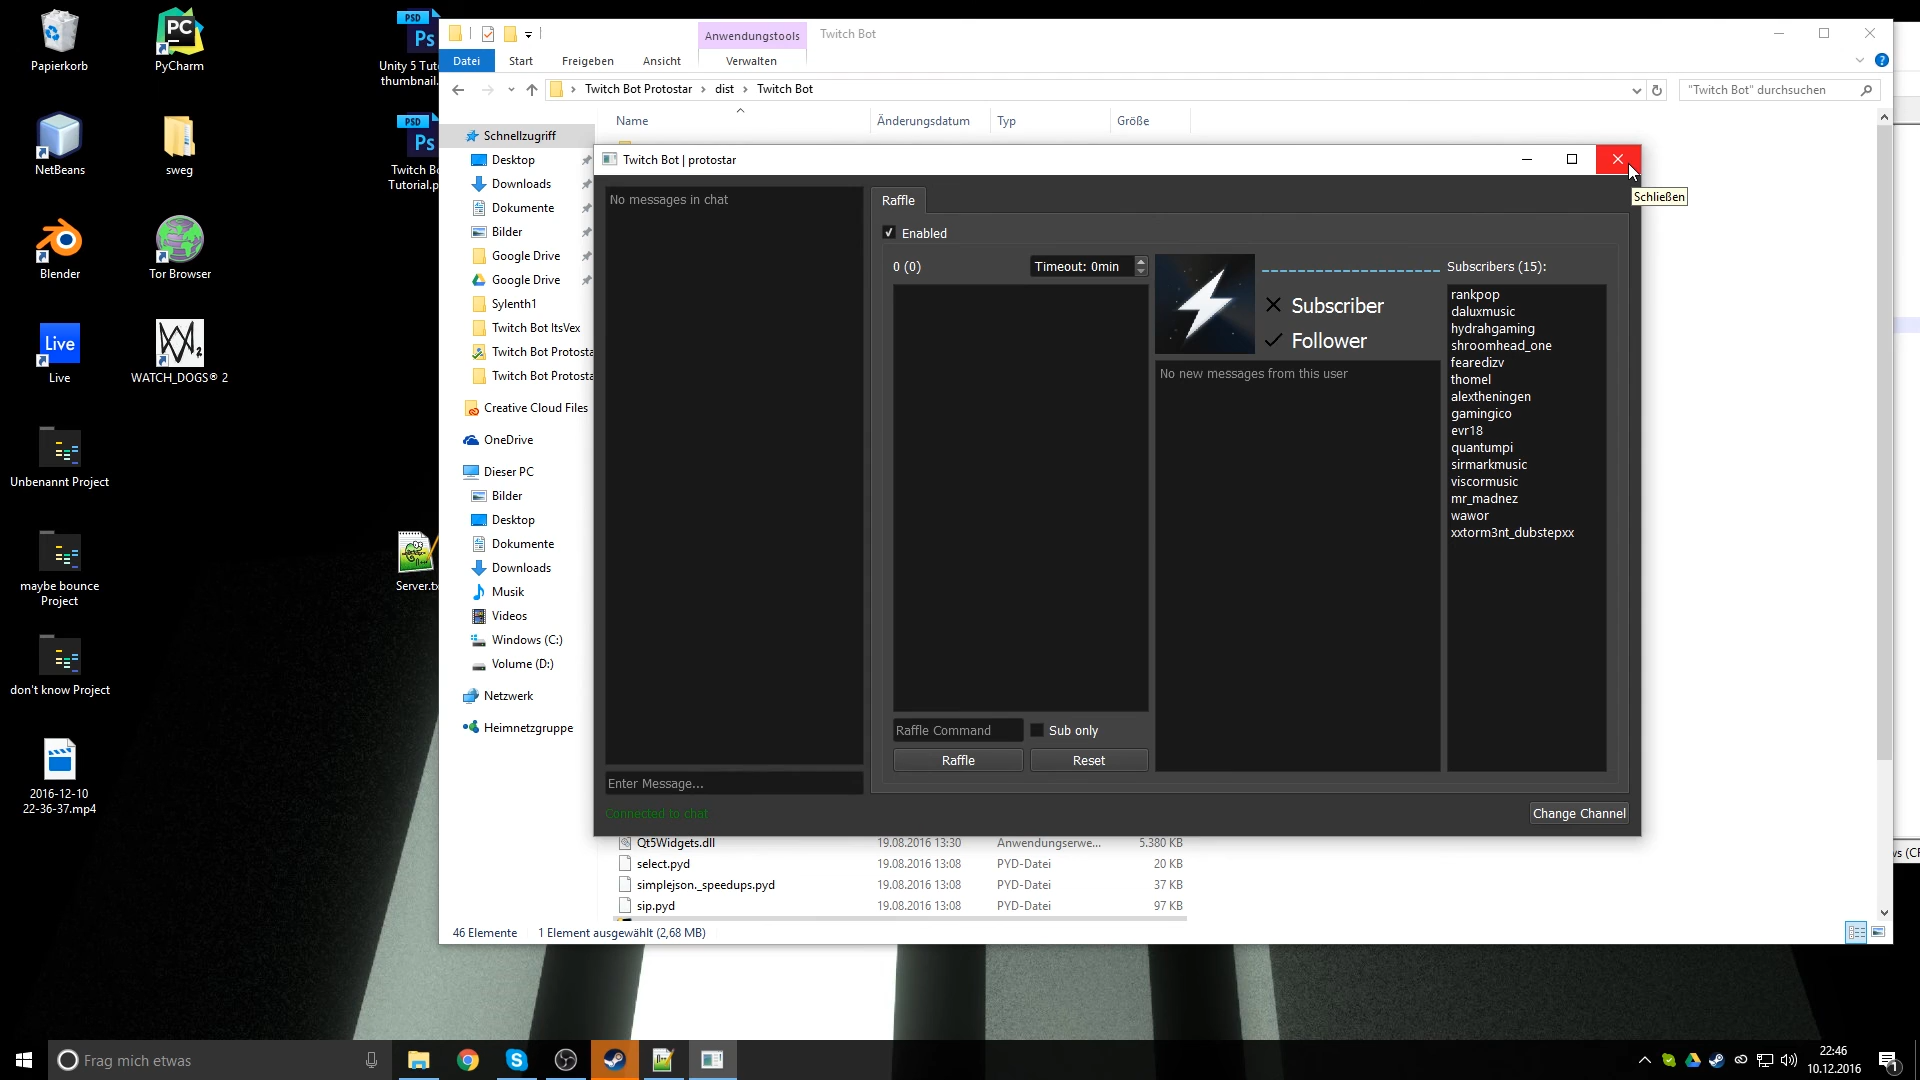 Papierkorb
PyCharm
Unity 5 Tut
thumbnail.
NetBeans
sweg
Twitch Bo
Tutorial.p
Blender
Tor Browser
Live
Live
WATCH_DOGS® 2
Unbenannt Project
maybe bounce
Project
Server.tx
don't know Project
2016-12-10
22-36-37.mp4
Anwendungstools
Twitch Bot
Datei
Start
Freigeben
Ansicht
Verwalten
Twitch Bot Protostar > dist > Twitch Bot
"Twitch Bot" durchsuchen
Name
Änderungsdatum
Typ
Größe
Schnellzugriff
Desktop
Downloads
Dokumente
Bilder
Google Drive
Google Drive
Sylenth1
Twitch Bot ItsVex
Twitch Bot Protosta
Twitch Bot Protosta
Creative Cloud Files
OneDrive
Dieser PC
Bilder
Desktop
Dokumente
Downloads
Musik
Videos
Windows (C:)
Volume (D:)
Netzwerk
Heimnetzgruppe
Twitch Bot | protostar
Schließen
No messages in chat
Raffle
Enabled
0 (0)
Timeout: 0min
Subscriber
Follower
No new messages from this user
Subscribers (15):
rankpop
daluxmusic
hydrahgaming
shroomhead_one
fearedizv
thomel
alextheningen
gamingico
evr18
quantumpi
sirmarkmusic
viscormusic
mr_madnez
wawor
xxtorm3nt_dubstepxx
Raffle Command
Sub only
Raffle
Reset
Enter Message...
Connected to chat
Change Channel
Qt5Widgets.dll 19.08.2016 13:30 Anwendungserwe... 5.380 KB
select.pyd 19.08.2016 13:08 PYD-Datei 20 KB
simplejson._speedups.pyd 19.08.2016 13:08 PYD-Datei 37 KB
sip.pyd 19.08.2016 13:08 PYD-Datei 97 KB
46 Elemente
1 Element ausgewählt (2,68 MB)
Frag mich etwas
22:46
10.12.2016
1